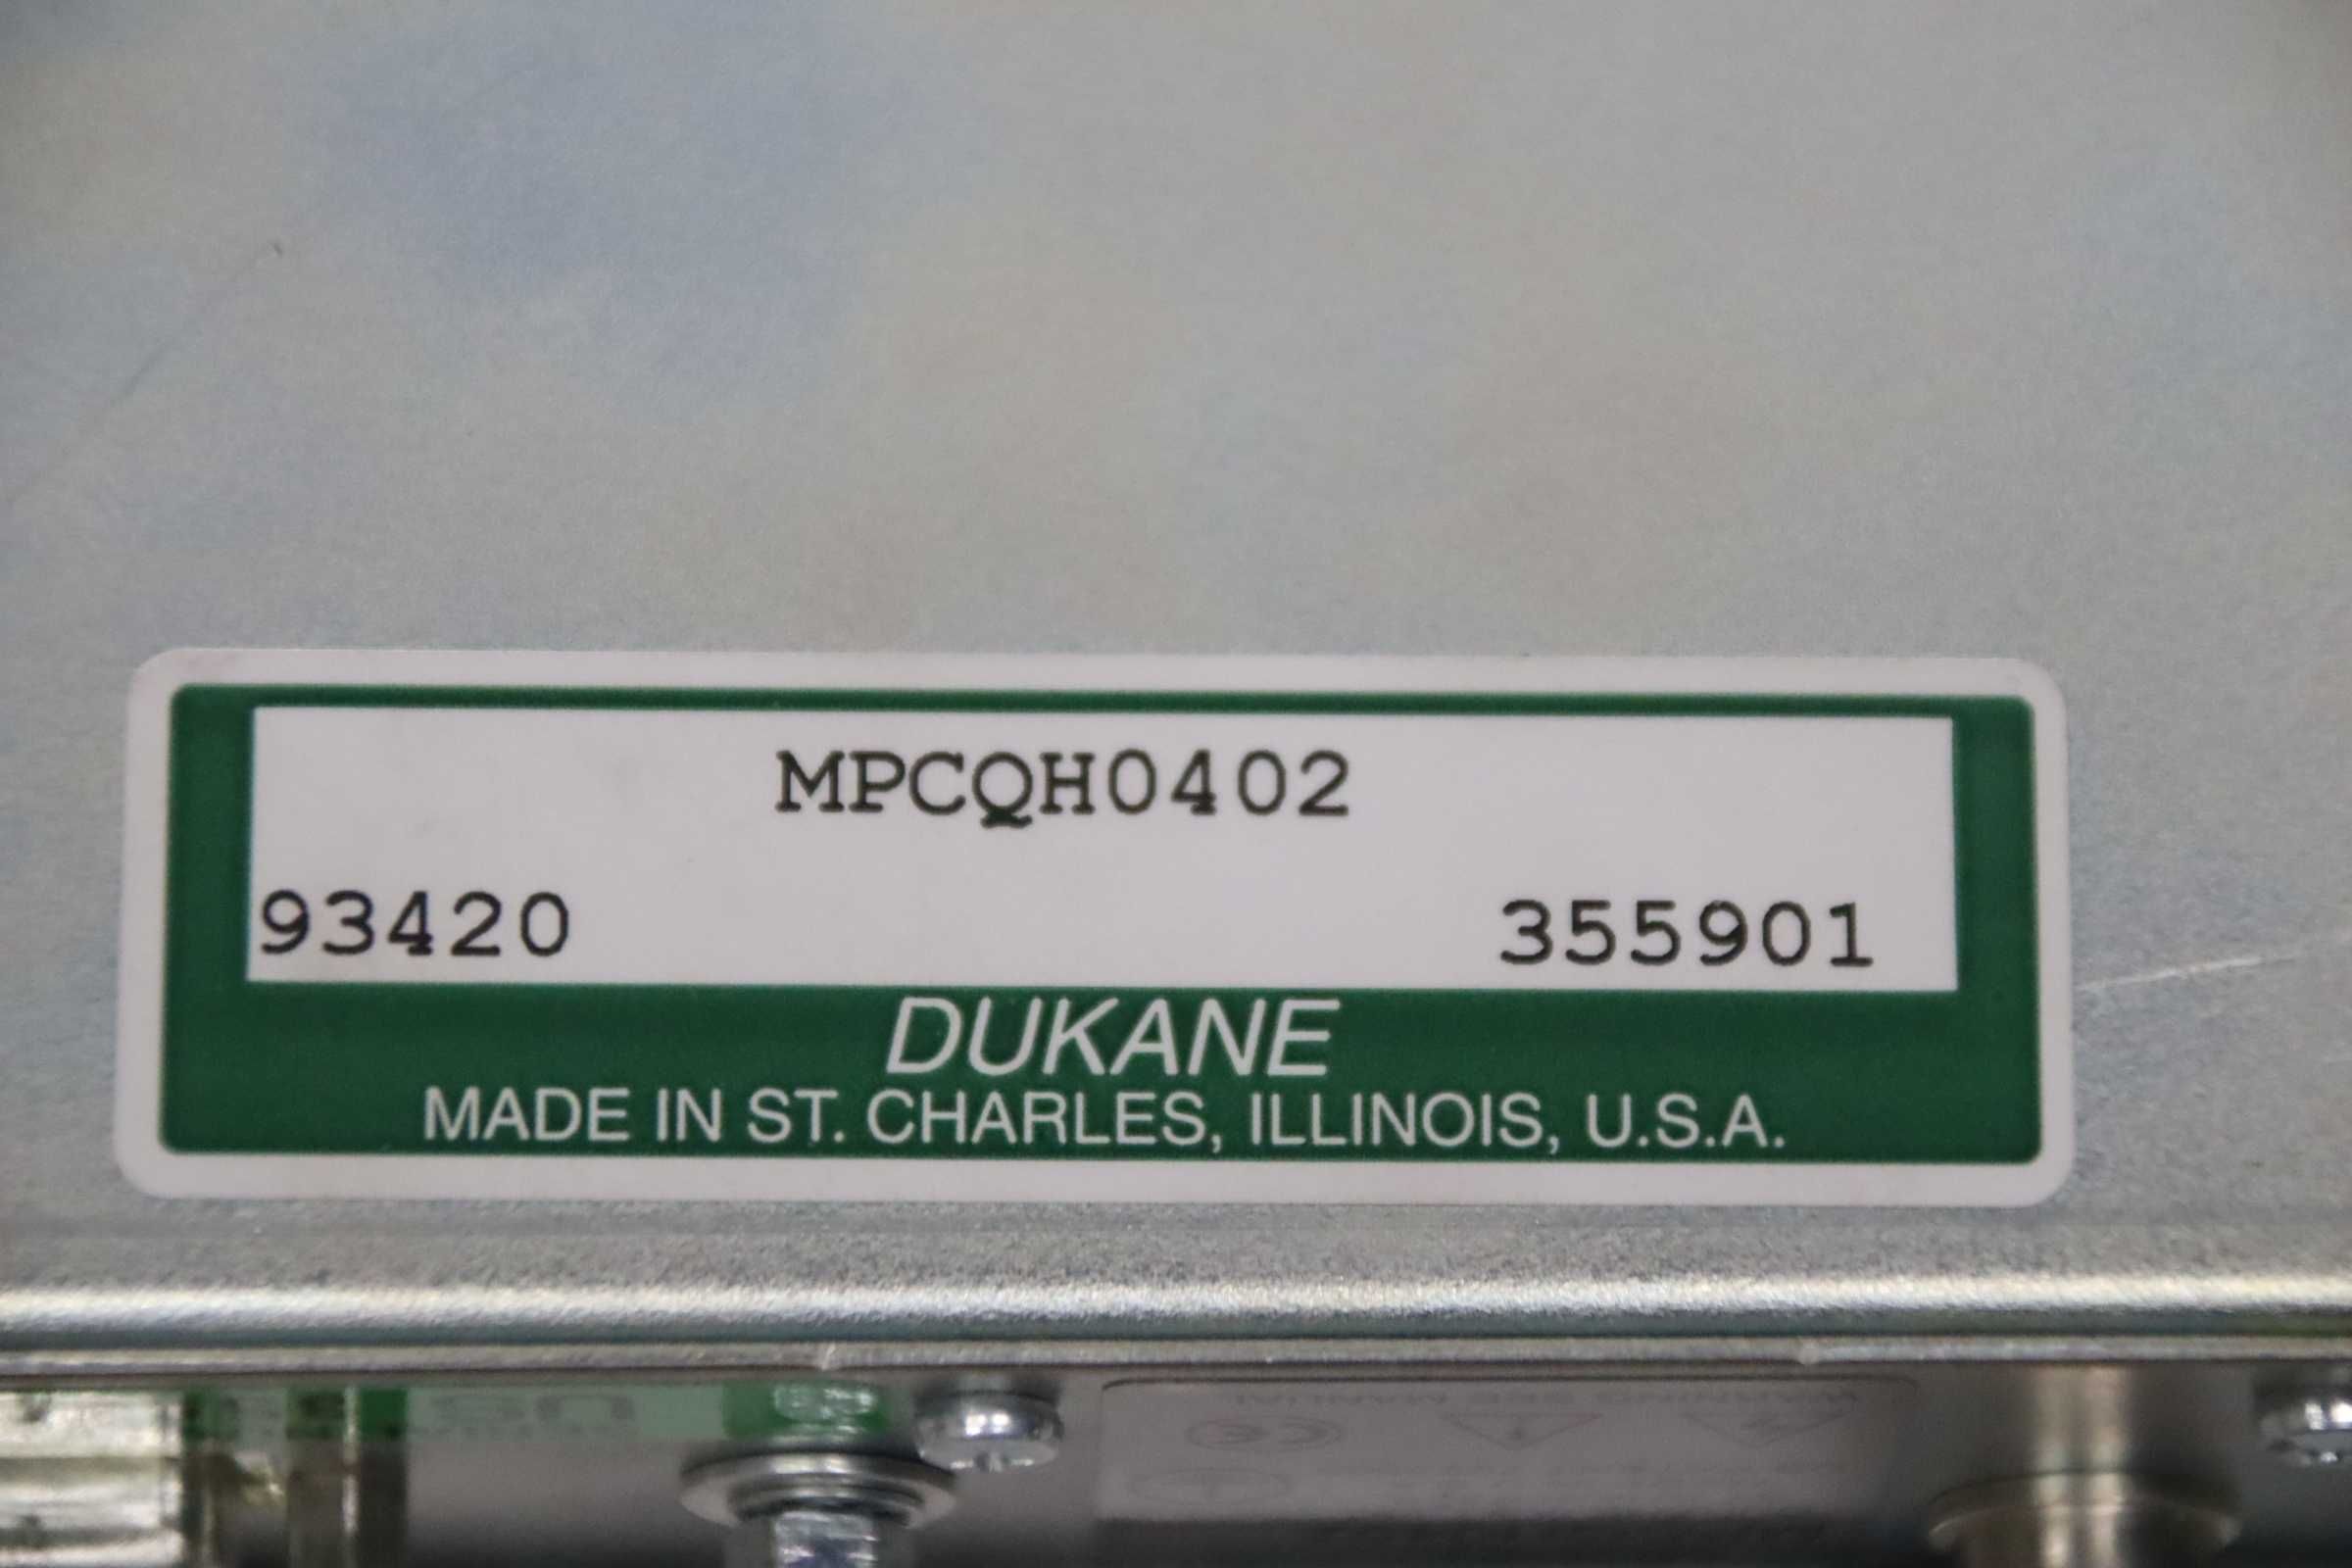 MPCQH0402
93420 355901
DUKANE
MADE IN ST. CHARLES, ILLINOIS, U.S.A.